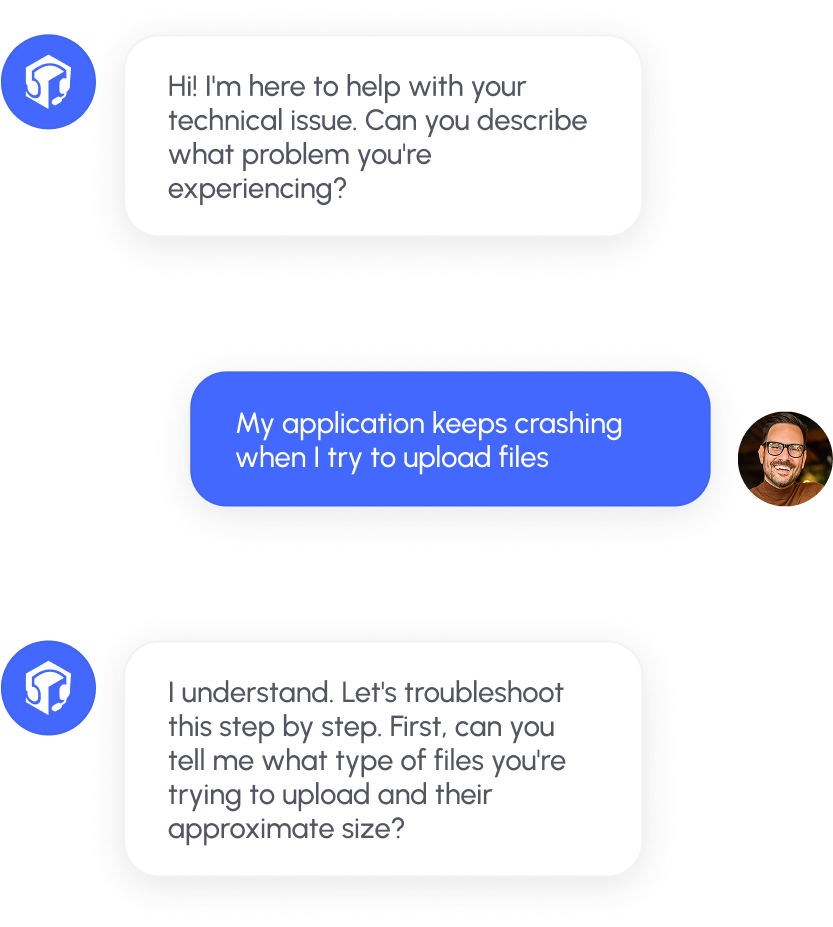 Hi! I'm here to help with your
technical issue. Can you describe
what problem you're
experiencing?
My application keeps crashing
when I try to upload files
I understand. Let's troubleshoot
this step by step. First, can you
tell me what type of files you're
trying to upload and their
approximate size?